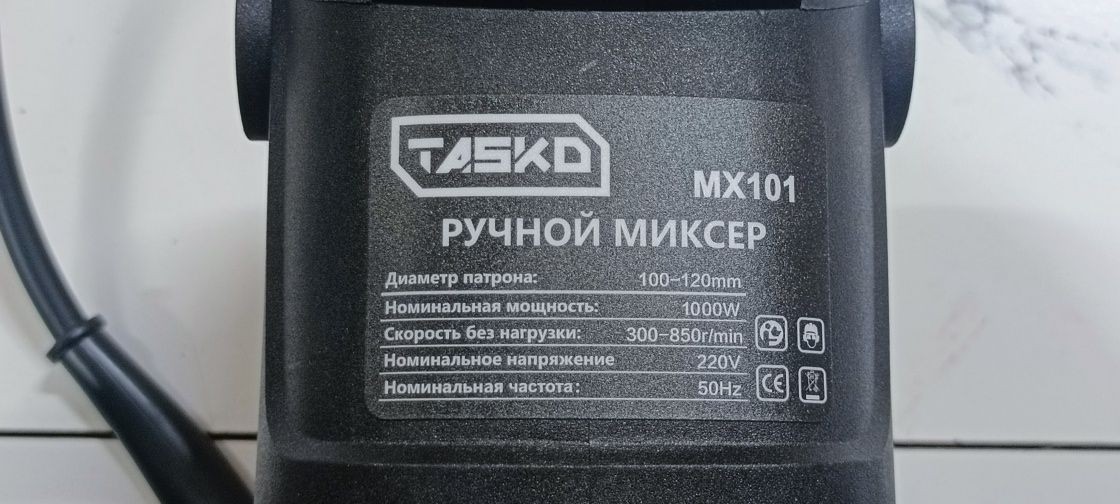 TASKO
MX101
РУЧНОЙ МИКСЕР
Диаметр патрона: 100–120mm
Номинальная мощность: 1000W
Скорость без нагрузки: 300–850r/min
Номинальное напряжение 220V
Номинальная частота: 50Hz
CE